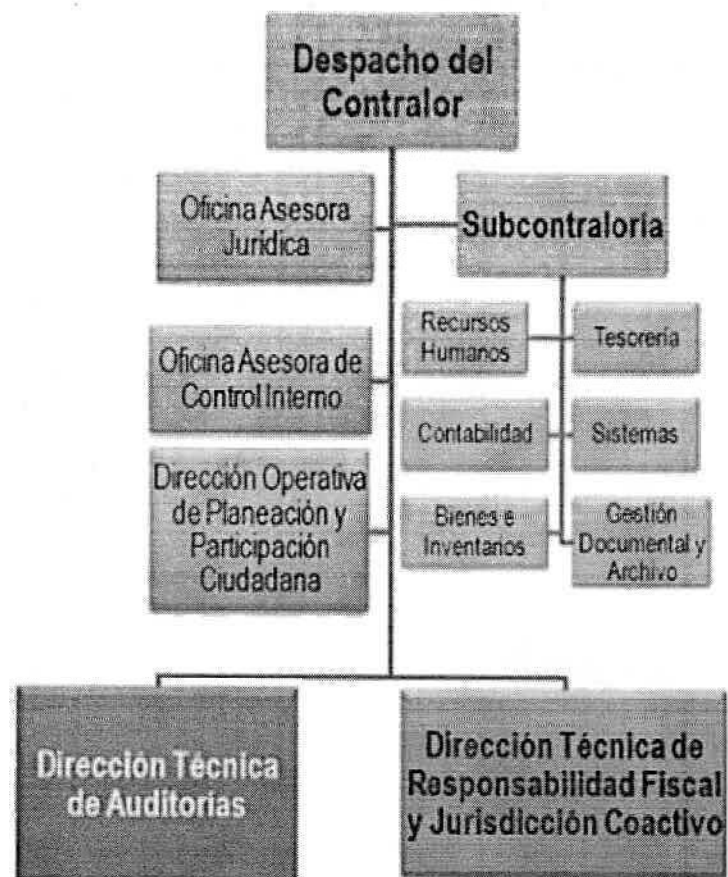 Despacho del
Contralor
Oficina Asesora
Jurídica
Subcontraloría
Recursos
Humanos
Tesorería
Oficina Asesora de
Control Interno
Contabilidad
Sistemas
Dirección Operativa
de Planeación y
Participación
Ciudadana
Bienes e
Inventarios
Gestión
Documental y
Archivo
Dirección Técnica
de Auditorías
Dirección Técnica de
Responsabilidad Fiscal
y Jurisdicción Coactivo